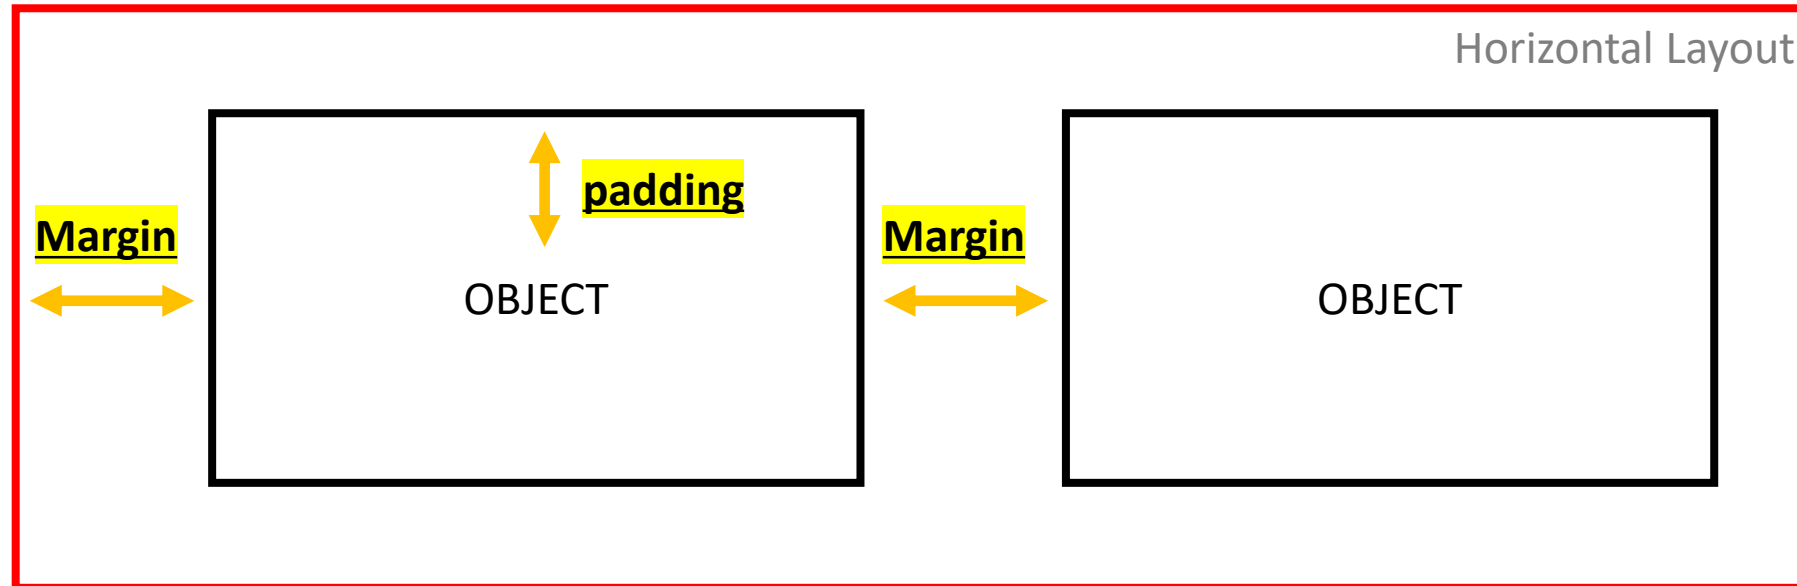 Horizontal Layout
padding
Margin
Margin
OBJECT
OBJECT